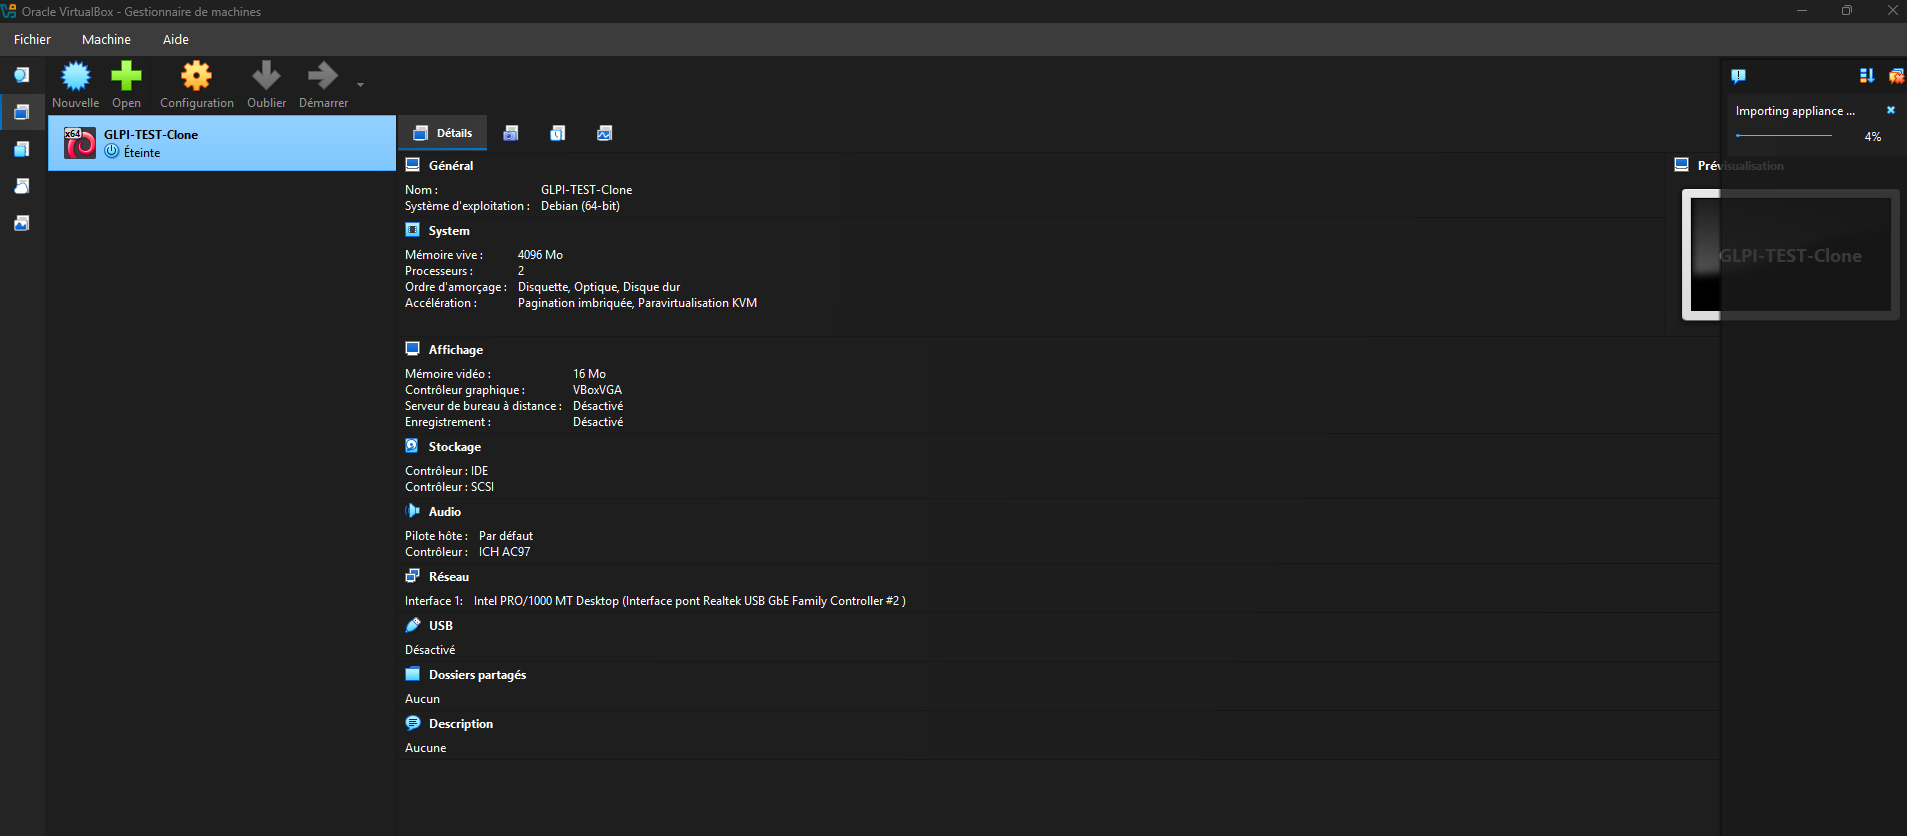 Oracle VirtualBox - Gestionnaire de machines
Fichier Machine Aide
Nouvelle Open Configuration Oublier Démarrer
x64
GLPI-TEST-Clone
Éteinte
Détails
Général
Nom : GLPI-TEST-Clone
Système d'exploitation : Debian (64-bit)
System
Mémoire vive : 4096 Mo
Processeurs : 2
Ordre d'amorçage : Disquette, Optique, Disque dur
Accélération : Pagination imbriquée, Paravirtualisation KVM
Affichage
Mémoire vidéo : 16 Mo
Contrôleur graphique : VBoxVGA
Serveur de bureau à distance : Désactivé
Enregistrement : Désactivé
Stockage
Contrôleur : IDE
Contrôleur : SCSI
Audio
Pilote hôte : Par défaut
Contrôleur : ICH AC97
Réseau
Interface 1: Intel PRO/1000 MT Desktop (Interface pont Realtek USB GbE Family Controller #2 )
USB
Désactivé
Dossiers partagés
Aucun
Description
Aucune
Importing appliance ...
4%
Prévisualisation
GLPI-TEST-Clone